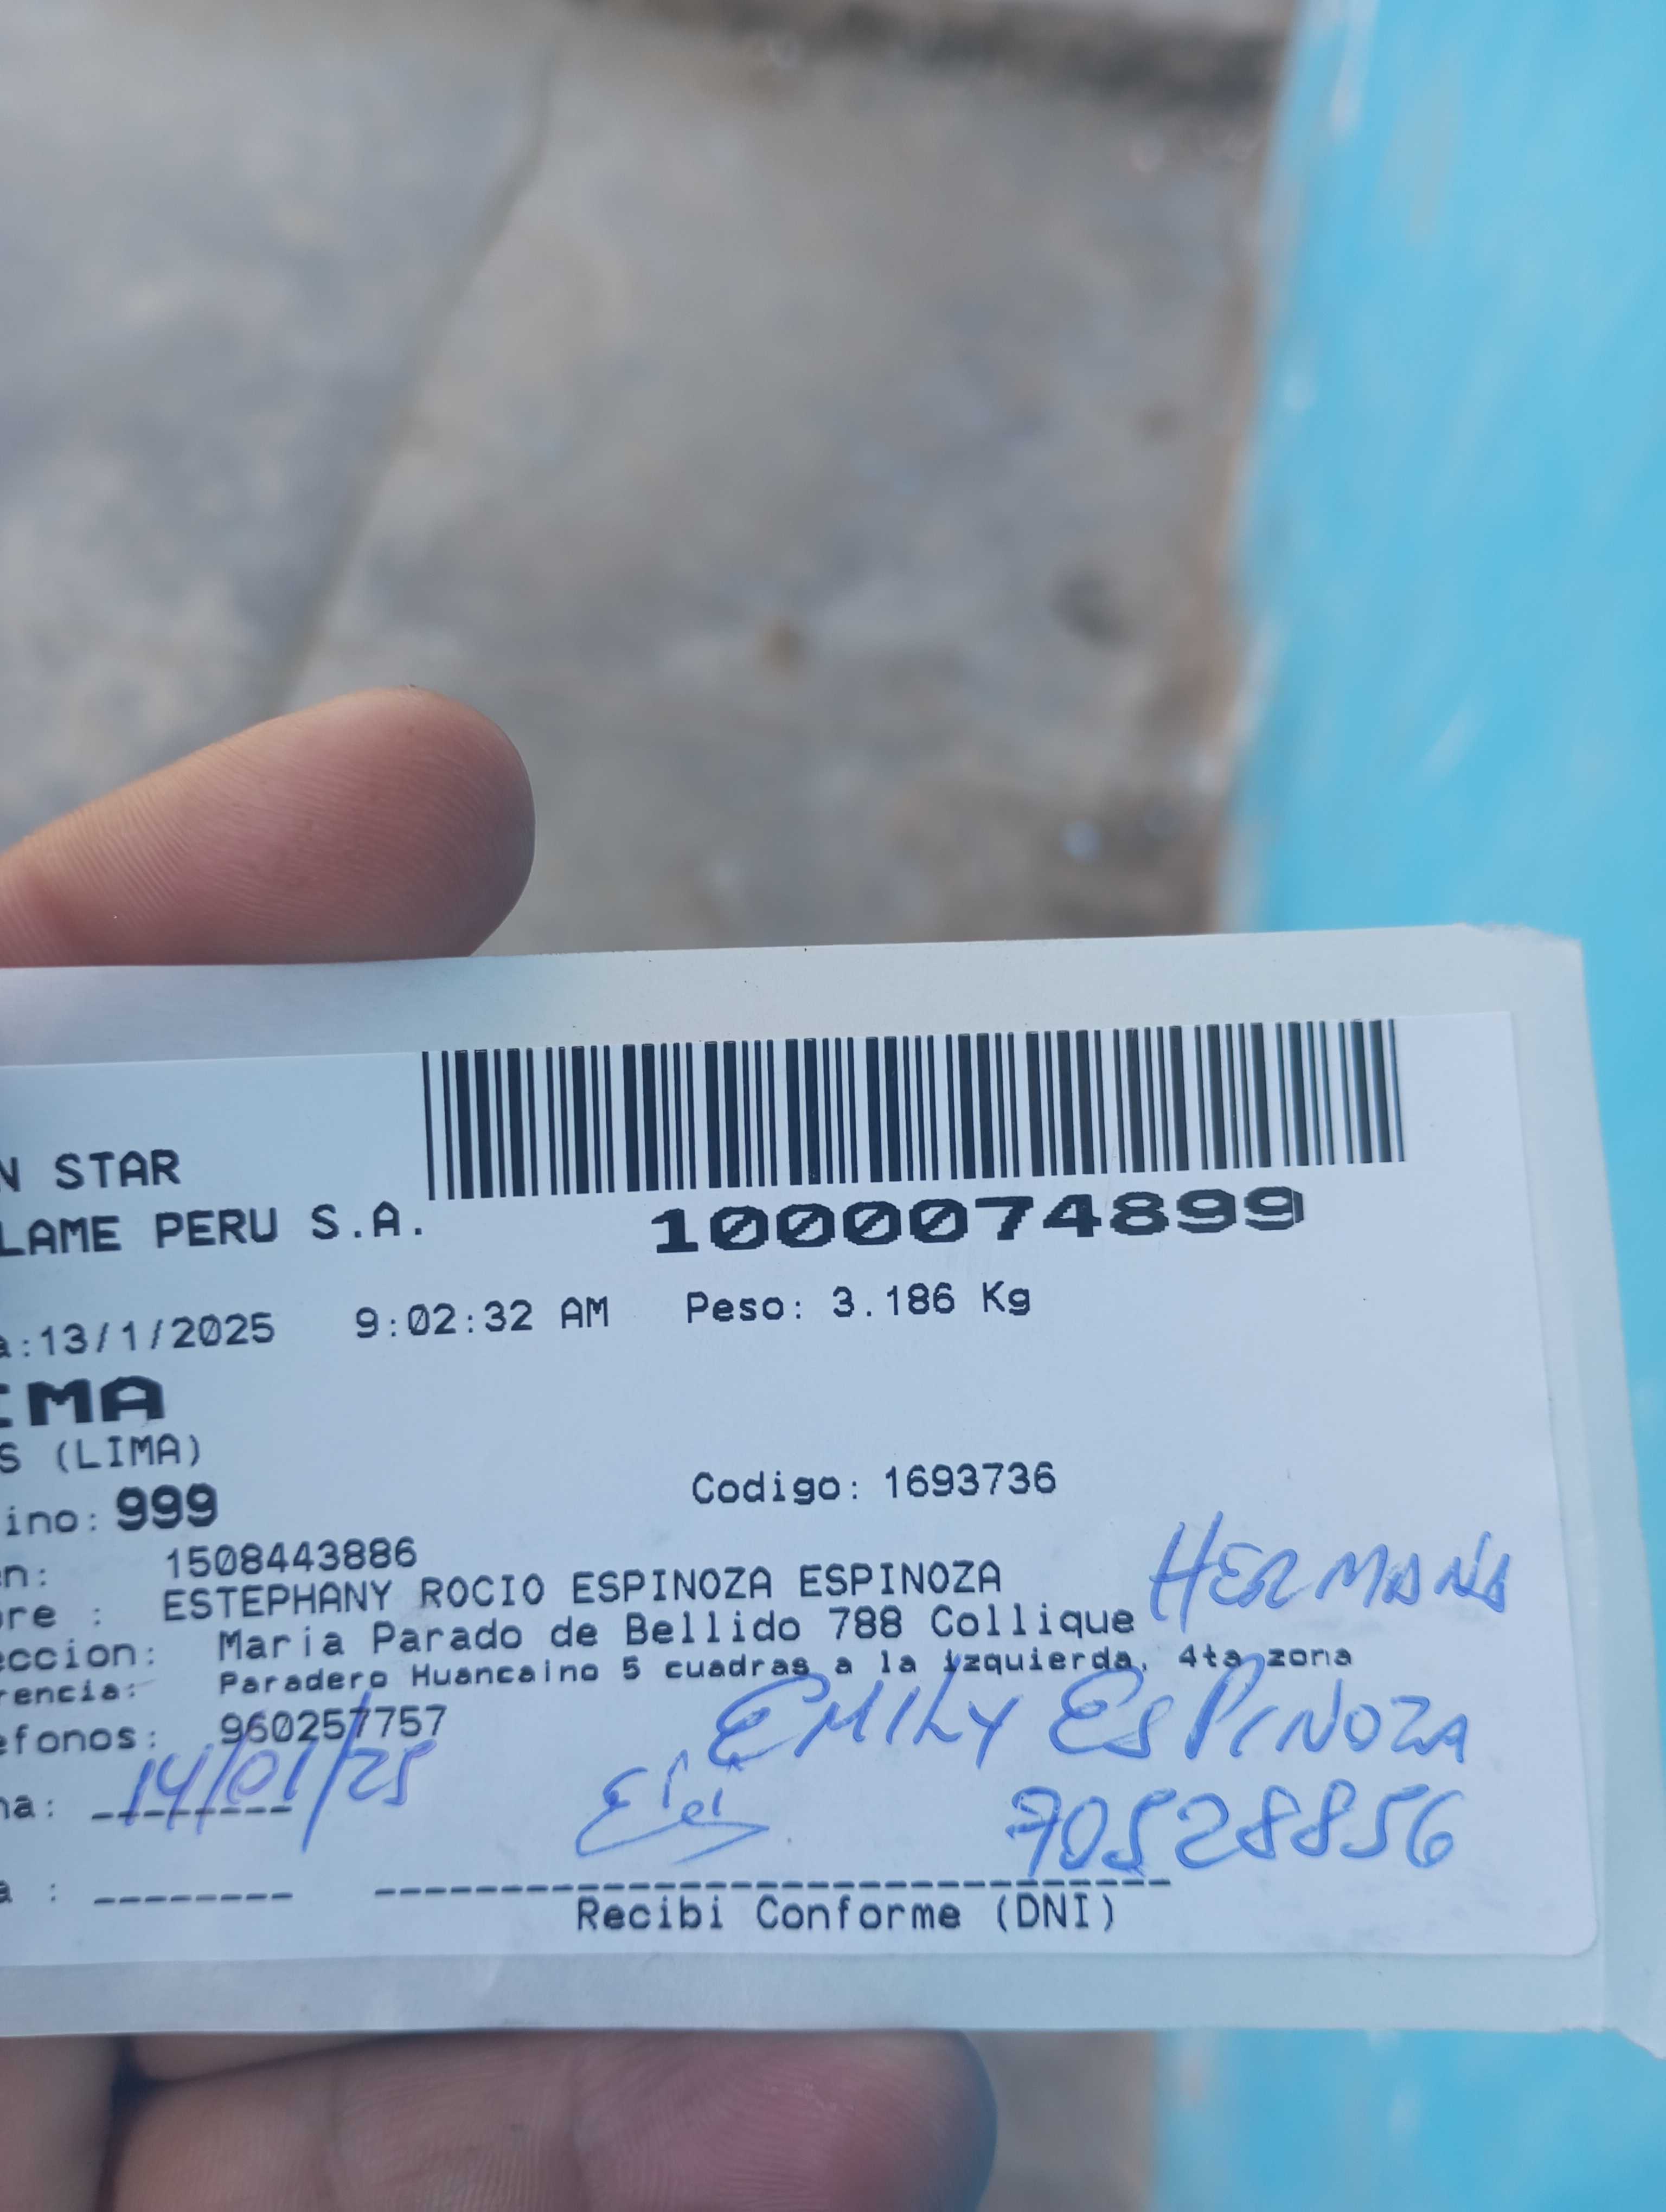 N STAR
LAME PERU S.A.
1000074899
a:13/1/2025 9:02:32 AM Peso: 3.186 Kg
IMA
S (LIMA)
ino: 999 Codigo: 1693736
n: 1508443886
re : ESTEPHANY ROCIO ESPINOZA ESPINOZA HERMANA
eccion: Maria Parado de Bellido 788 Collique
rencia: Paradero Huancaino 5 cuadras a la izquierda, 4ta zona
efonos: 960257757 EMILY ESPINOZA
ha: 14/01/25 70528856
a : --------
Recibi Conforme (DNI)